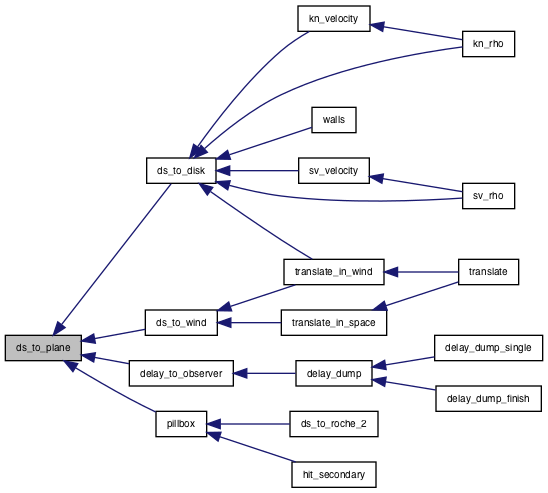 kn_velocity
kn_rho
walls
ds_to_disk
sv_velocity
sv_rho
translate_in_wind
translate
ds_to_wind
translate_in_space
ds_to_plane
delay_dump_single
delay_to_observer
delay_dump
delay_dump_finish
pillbox
ds_to_roche_2
hit_secondary